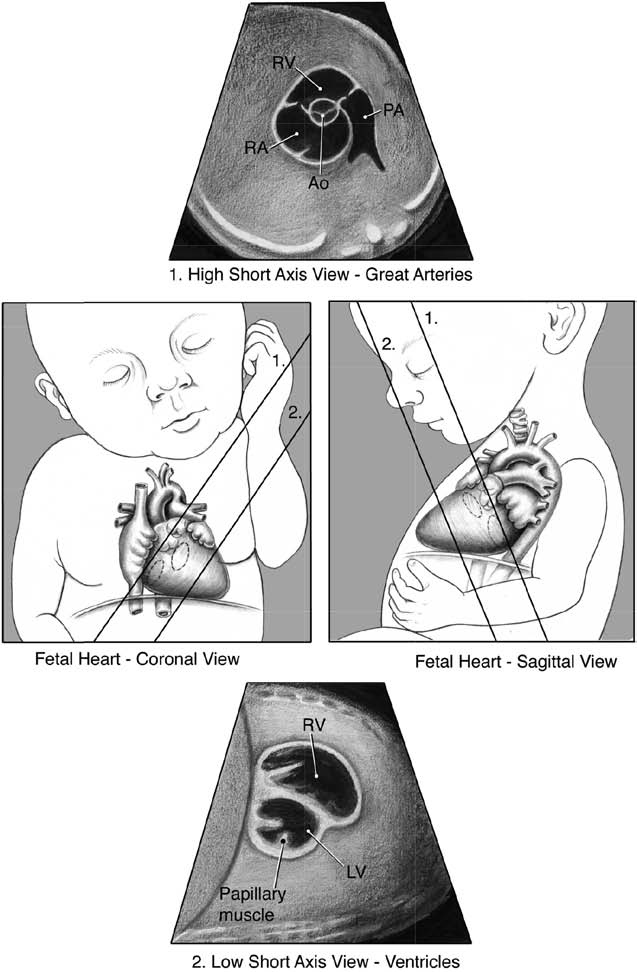 RV
PA
RA
Ao
1. High Short Axis View - Great Arteries
1.
2.
1.
2.
Fetal Heart - Coronal View
Fetal Heart - Sagittal View
RV
LV
Papillary
muscle
2. Low Short Axis View - Ventricles